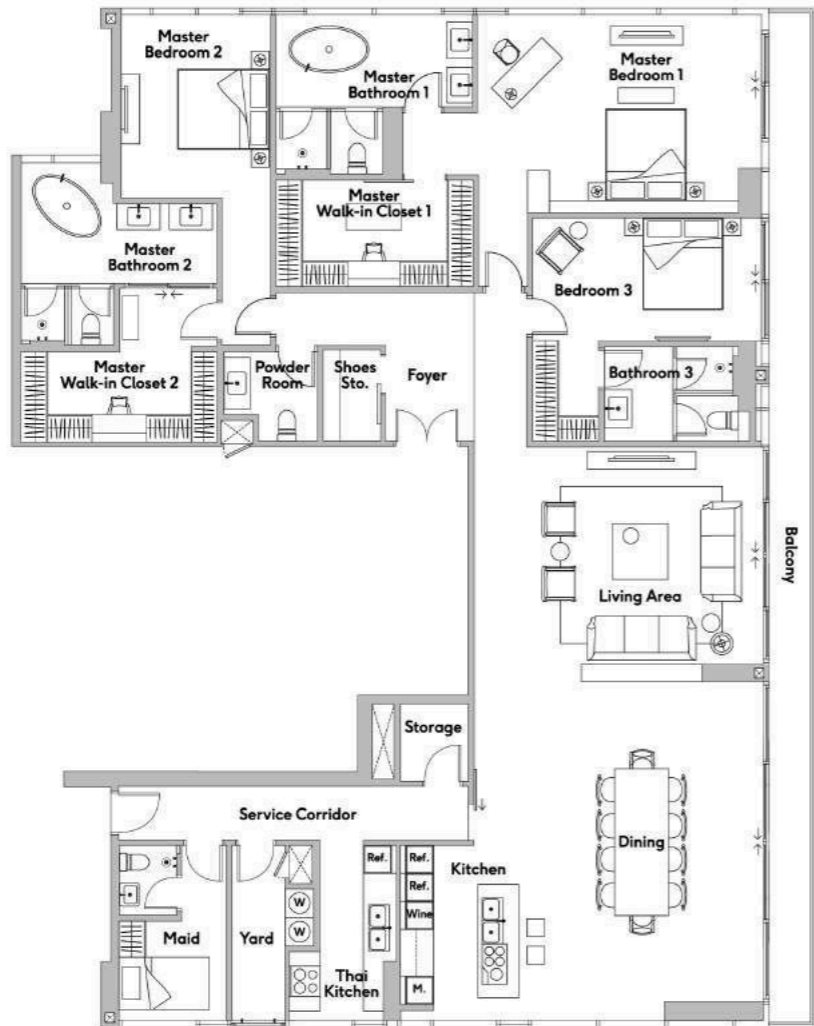 Master
Bedroom 2
Master
Bathroom 1
Master
Bedroom 1
Master
Walk-in Closet 1
Master
Bathroom 2
Bedroom 3
Master
Walk-in Closet 2
Powder
Room
Shoes
Sto.
Foyer
Bathroom 3
Balcony
Living Area
Storage
Service Corridor
Dining
Kitchen
Ref.
Ref.
Ref.
Wine
W
W
Maid
Yard
Thai
Kitchen
M.